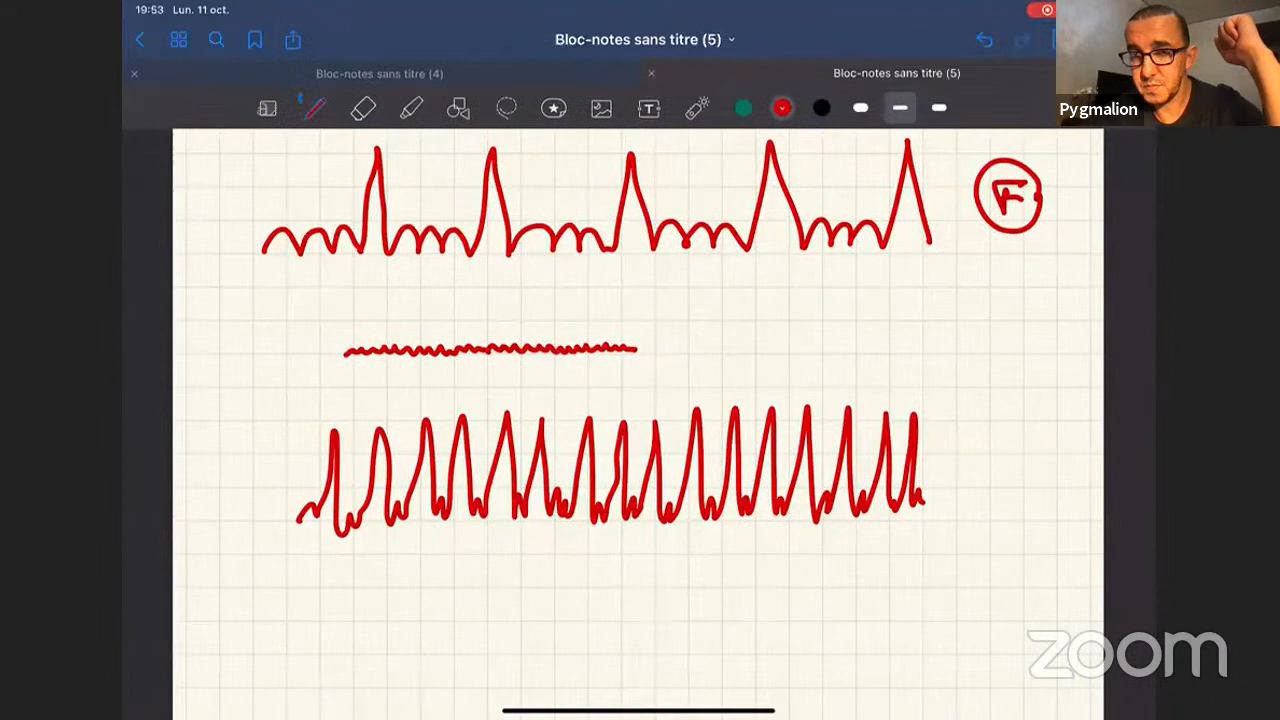 19:53 Lun. 11 oct.
Bloc-notes sans titre (5)
Bloc-notes sans titre (4)
Bloc-notes sans titre (5)
T
Pygmalion
F
zoom